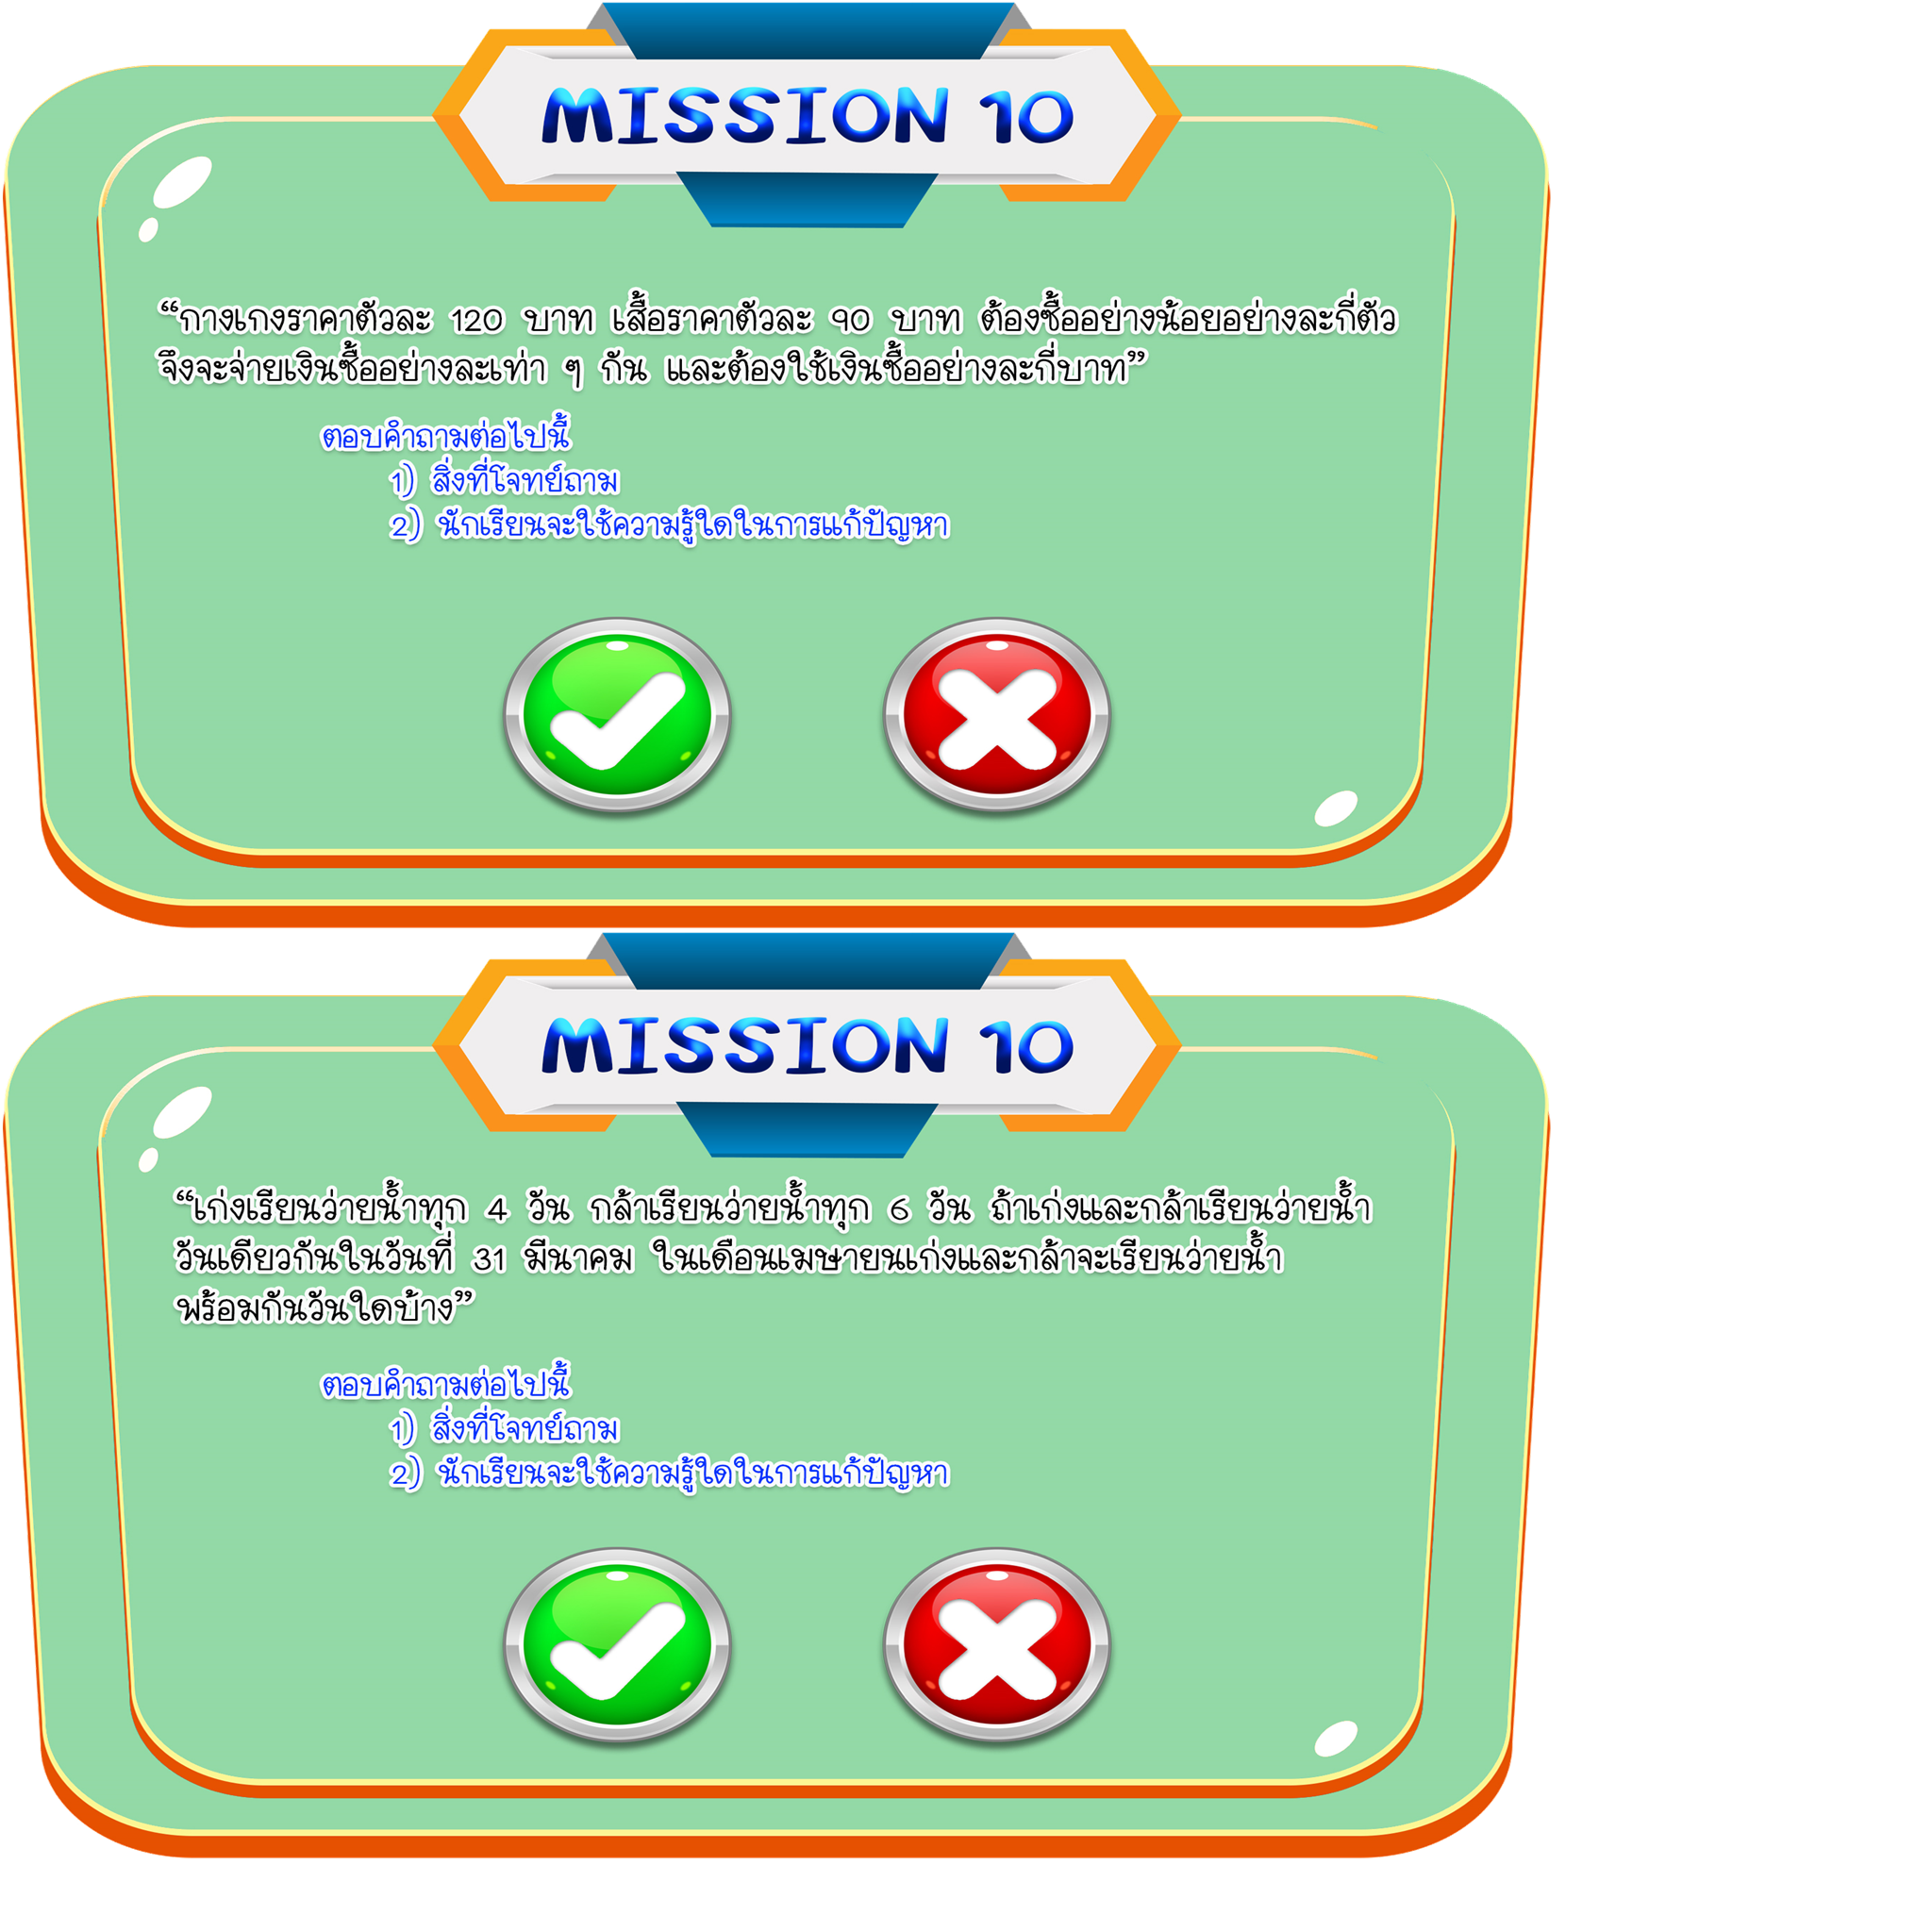 MISSION 10
“กางเกงราคาตัวละ 120 บาท เสื้อราคาตัวละ 90 บาท ต้องซื้ออย่างน้อยอย่างละกี่ตัว
จึงจะจ่ายเงินซื้ออย่างละเท่า ๆ กัน และต้องใช้เงินซื้ออย่างละกี่บาท”
ตอบคำถามต่อไปนี้
1) สิ่งที่โจทย์ถาม
2) นักเรียนจะใช้ความรู้ใดในการแก้ปัญหา
MISSION 10
“เก่งเรียนว่ายน้ำทุก 4 วัน กล้าเรียนว่ายน้ำทุก 6 วัน ถ้าเก่งและกล้าเรียนว่ายน้ำ
วันเดียวกันในวันที่ 31 มีนาคม ในเดือนเมษายนเก่งและกล้าจะเรียนว่ายน้ำ
พร้อมกันวันใดบ้าง”
ตอบคำถามต่อไปนี้
1) สิ่งที่โจทย์ถาม
2) นักเรียนจะใช้ความรู้ใดในการแก้ปัญหา